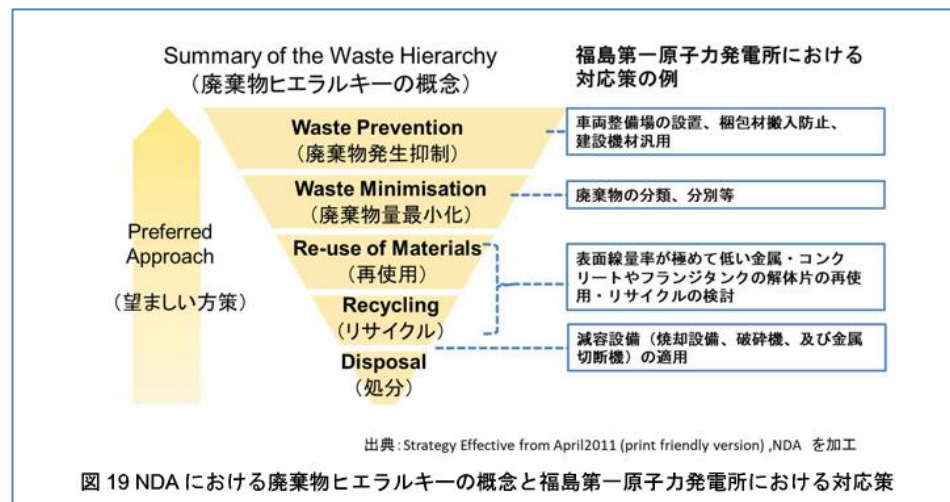 Summary of the Waste Hierarchy
(廃棄物ヒエラルキーの概念)
福島第一原子力発電所における
対応策の例
Preferred
Approach
(望ましい方策)
Waste Prevention
(廃棄物発生抑制)
車両整備場の設置、梱包材搬入防止、
建設機材汎用
Waste Minimisation
(廃棄物量最小化)
廃棄物の分類、分別等
Re-use of Materials
(再使用)
Recycling
(リサイクル)
表面線量率が極めて低い金属・コンク
リートやフランジタンクの解体片の再使
用・リサイクルの検討
Disposal
(処分)
減容設備(焼却設備、破砕機、及び金属
切断機)の適用
出典:Strategy Effective from April2011 (print friendly version) ,NDA を加工
図 19 NDA における廃棄物ヒエラルキーの概念と福島第一原子力発電所における対応策